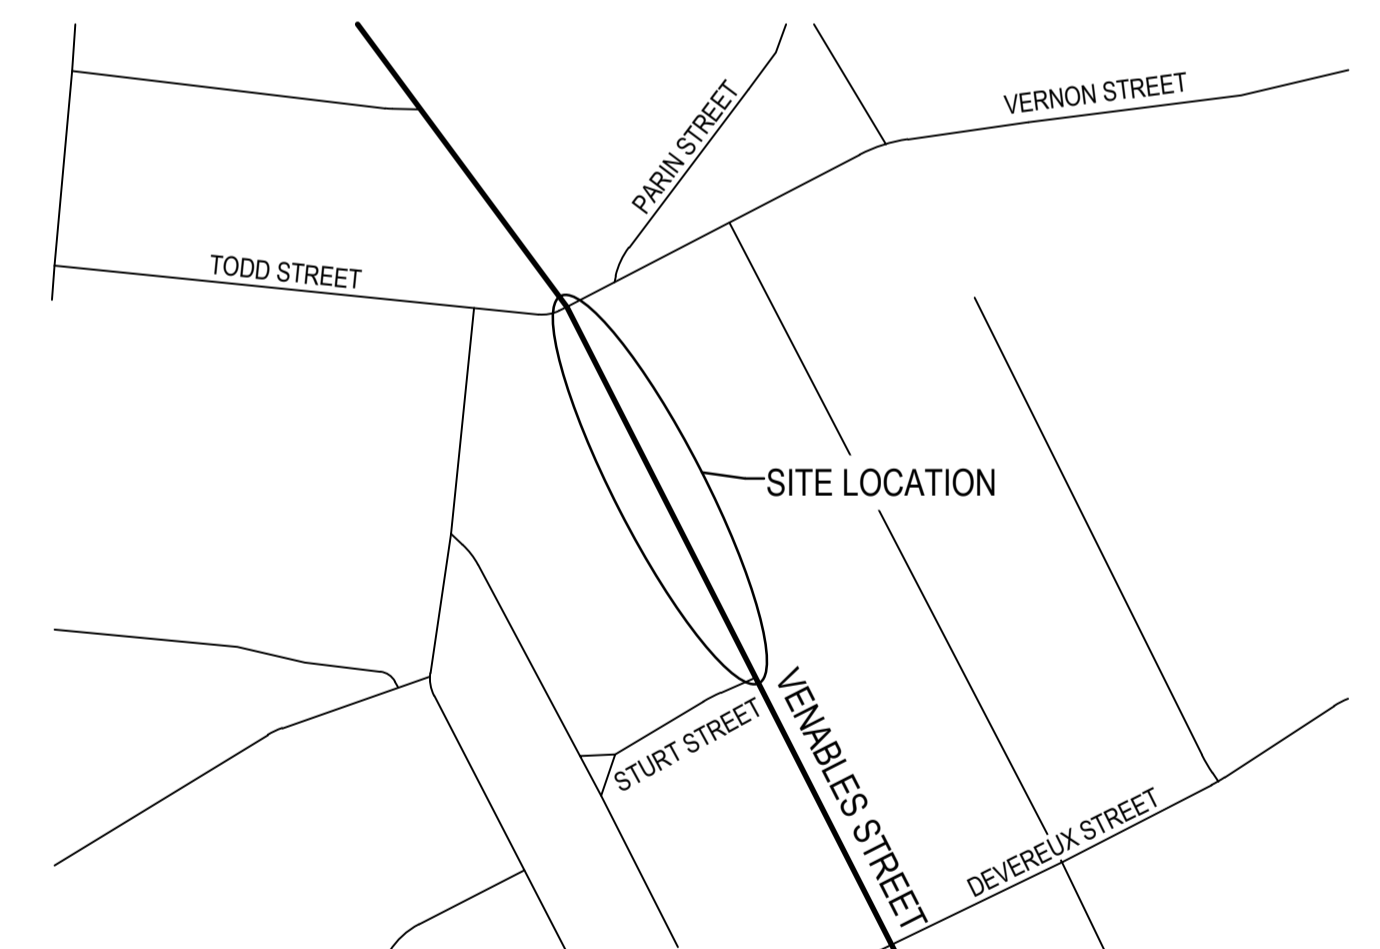 VERNON STREET
PARIN STREET
TODD STREET
SITE LOCATION
STURT STREET
VENABLES STREET
DEVEREUX STREET